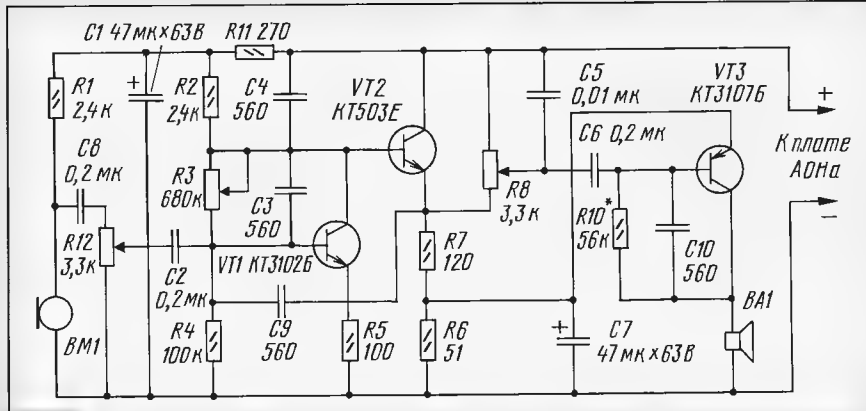 C1 47мк×63В
R11 270
R1
2,4к
+
R2
2,4к
C4
560
VT2
КТ503Е
C5
0,01 мк
VT3
КТ3107Б
+
C8
0,2 мк
C6 0,2 мк
К плате
АОНа
R3
680к
R8
3,3к
R10*
56к
–
R12
3,3к
C3
560
R7
120
C10
560
C2
0,2мк
VT1 КТ3102Б
BM1
C9
560
BA1
R4
100к
R5
100
R6
51
+
C7
47мк×63В